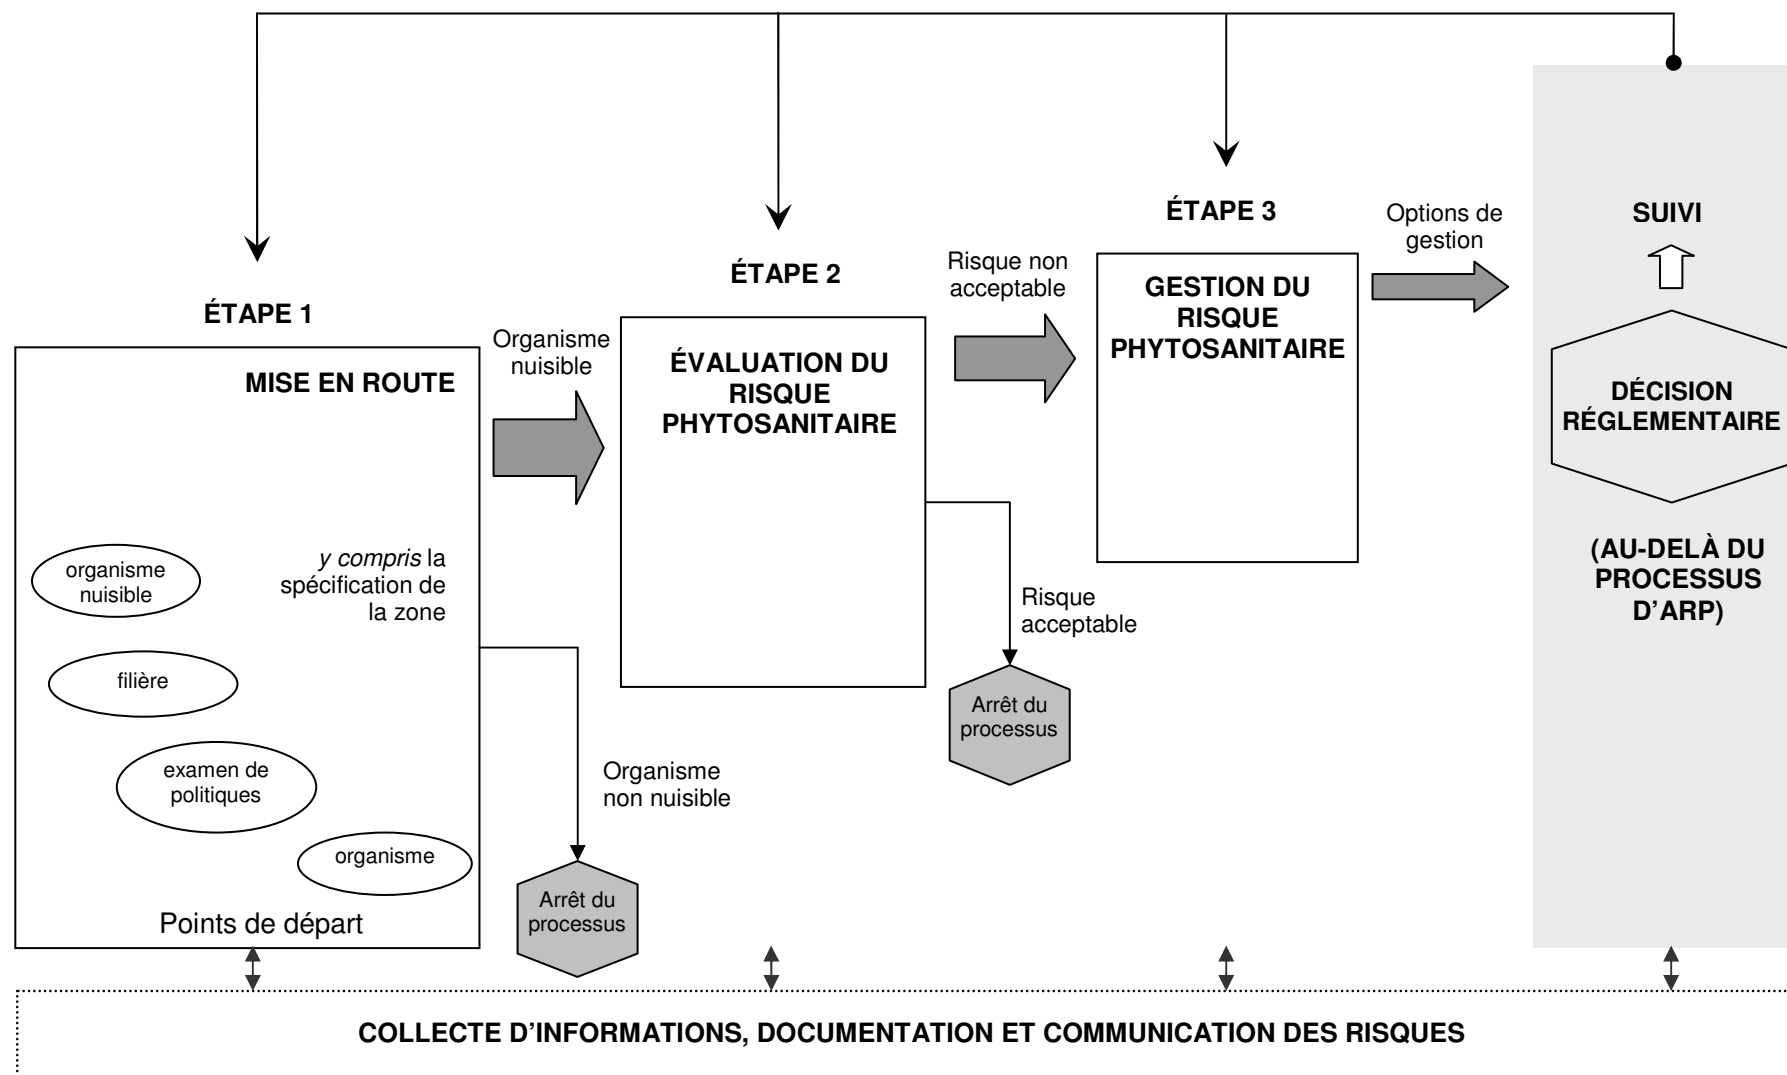 ÉTAPE 1
MISE EN ROUTE
organisme
nuisible
y compris la
spécification de
la zone
filière
examen de
politiques
organisme
Points de départ
Organisme
nuisible
Organisme
non nuisible
Arrêt du
processus
ÉTAPE 2
ÉVALUATION DU
RISQUE
PHYTOSANITAIRE
Risque non
acceptable
Risque
acceptable
Arrêt du
processus
ÉTAPE 3
GESTION DU
RISQUE
PHYTOSANITAIRE
Options de
gestion
SUIVI
DÉCISION
RÉGLEMENTAIRE
(AU-DELÀ DU
PROCESSUS
D’ARP)
COLLECTE D’INFORMATIONS, DOCUMENTATION ET COMMUNICATION DES RISQUES